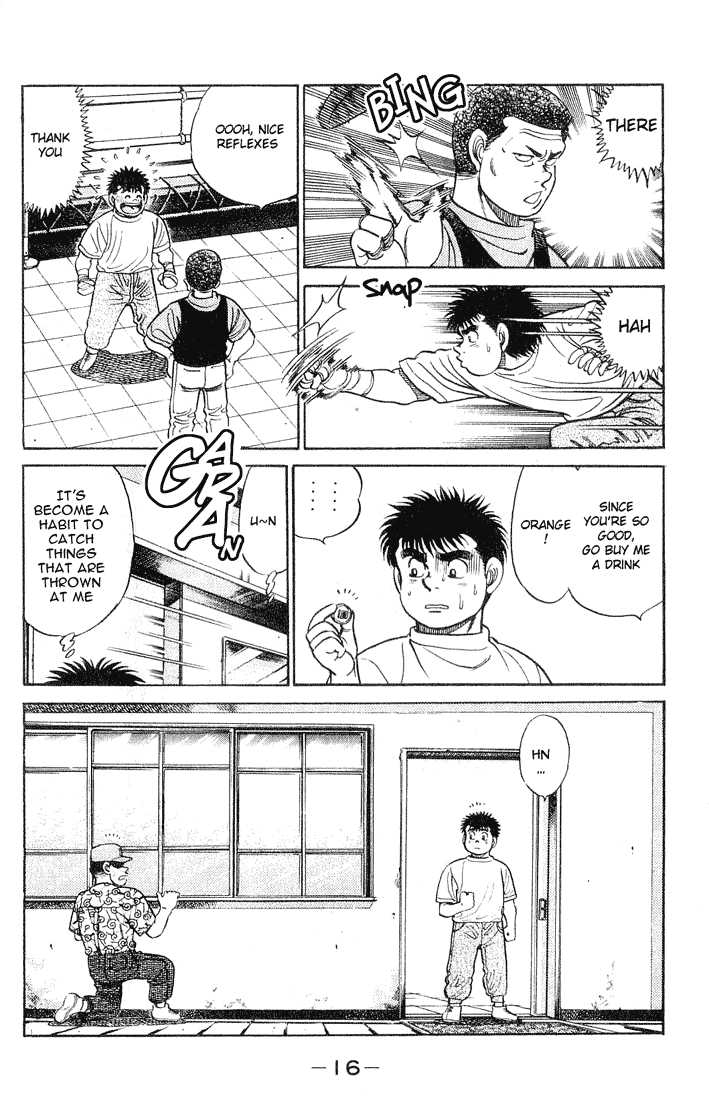 BING
THERE
Snap
HAH
OOOH, NICE
REFLEXES
THANK
YOU
SINCE
YOU'RE SO
GOOD,
GO BUY ME
A DRINK
ORANGE
!
......
U~N
GARAN
IT'S
BECOME A
HABIT TO
CATCH
THINGS
THAT ARE
THROWN
AT ME
HN
...
-16-